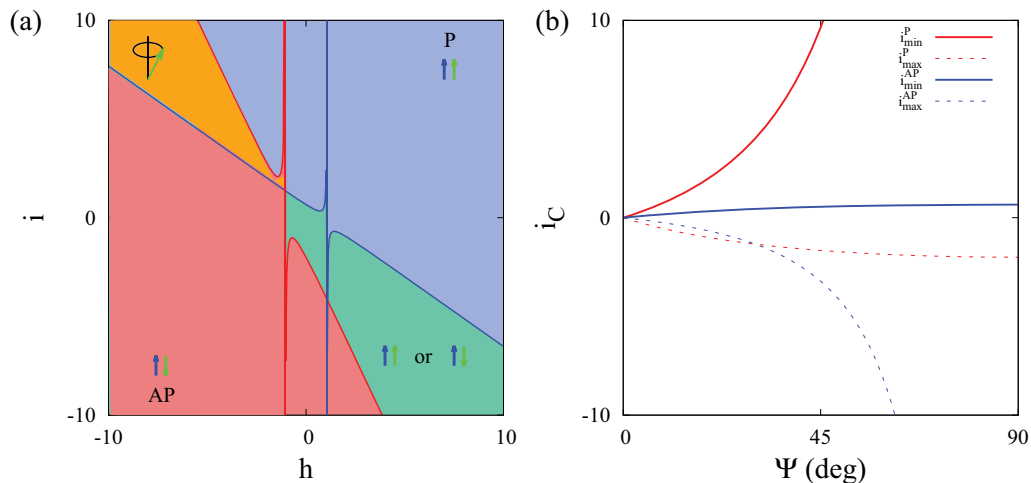 (a)
10
P
i
0
or
AP
-10
-10
0
10
h
(b)
10
i_min^P
i_max^P
i_min^AP
i_max^AP
i_C
0
-10
0
45
90
Ψ (deg)